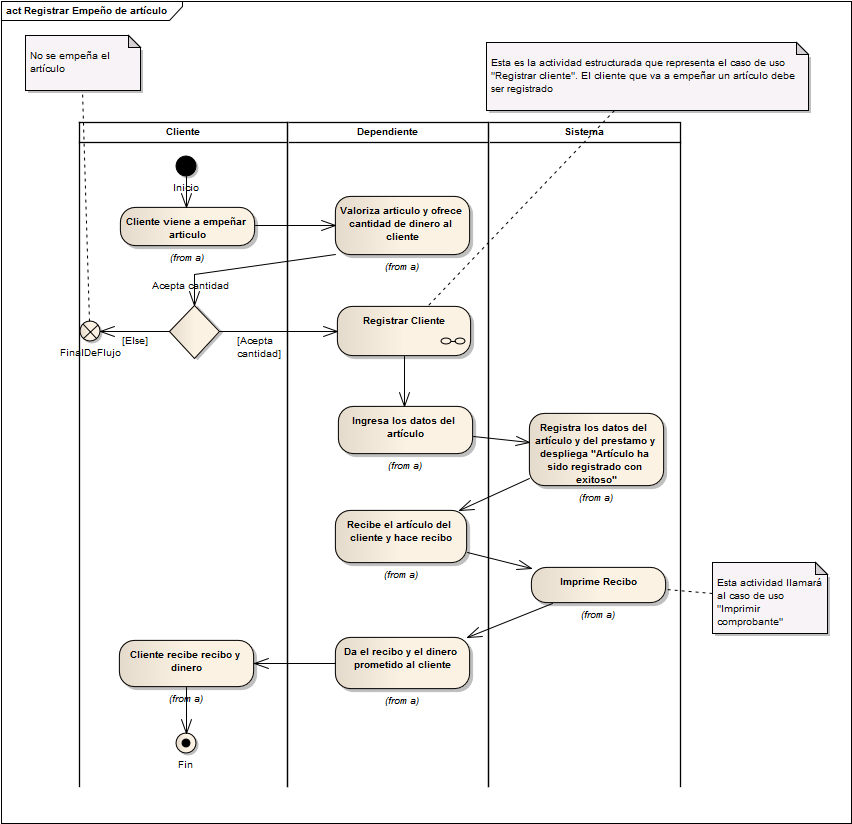 act Registrar Empeño de artículo
No se empeña el
artículo
Esta es la actividad estructurada que representa el caso de uso
"Registrar cliente". El cliente que va a empeñar un artículo debe
ser registrado
Cliente
Dependiente
Sistema
Inicio
Cliente viene a empeñar
articulo
(from a)
Valoriza articulo y ofrece
cantidad de dinero al
cliente
(from a)
Acepta cantidad
[Else]
FinalDeFlujo
[Acepta
cantidad]
Registrar Cliente
Ingresa los datos del
artículo
(from a)
Registra los datos del
artículo y del prestamo y
despliega "Artículo ha
sido registrado con
exitoso"
(from a)
Recibe el artículo del
cliente y hace recibo
(from a)
Imprime Recibo
(from a)
Esta actividad llamará
al caso de uso
"Imprimir
comprobante"
Da el recibo y el dinero
prometido al cliente
(from a)
Cliente recibe recibo y
dinero
(from a)
Fin